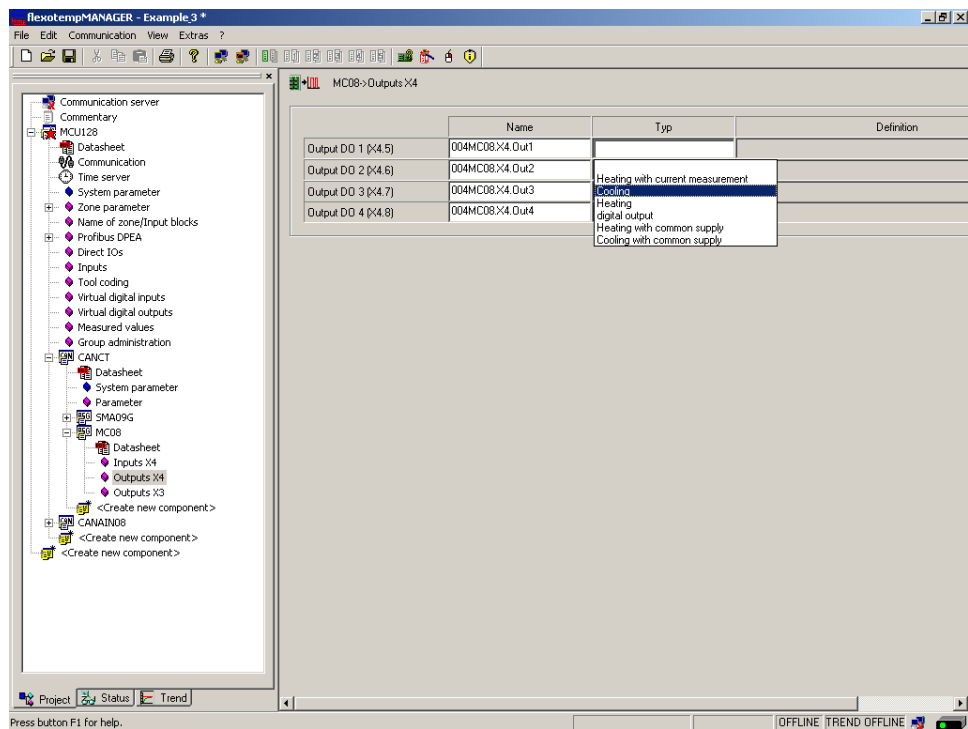 flexotempMANAGER - Example_3 *
File Edit Communication View Extras ?
MC08->Outputs X4
Communication server
Commentary
MCU128
Datasheet
Communication
Time server
System parameter
Zone parameter
Name of zone/Input blocks
Profibus DPEA
Direct IOs
Inputs
Tool coding
Virtual digital inputs
Virtual digital outputs
Measured values
Group administration
CANCT
Datasheet
System parameter
Parameter
SMA09G
MC08
Datasheet
Inputs X4
Outputs X4
Outputs X3
<Create new component>
CANAIN08
<Create new component>
<Create new component>
Name Typ Definition
Output DO 1 (X4.5) 004MC08.X4.Out1
Output DO 2 (X4.6) 004MC08.X4.Out2
Output DO 3 (X4.7) 004MC08.X4.Out3
Output DO 4 (X4.8) 004MC08.X4.Out4
Heating with current measurement
Cooling
Heating
digital output
Heating with common supply
Cooling with common supply
Project Status Trend
Press button F1 for help.
OFFLINE TREND OFFLINE